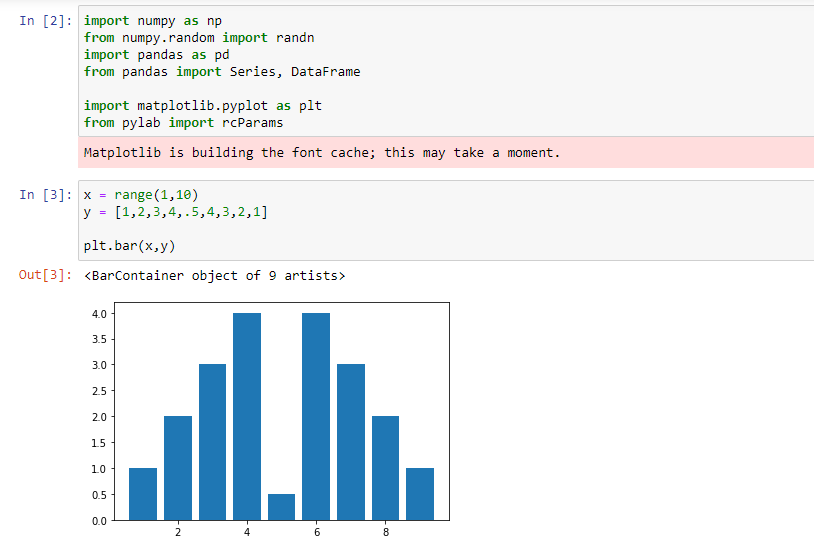 In [2]: import numpy as np
from numpy.random import randn
import pandas as pd
from pandas import Series, DataFrame
import matplotlib.pyplot as plt
from pylab import rcParams
Matplotlib is building the font cache; this may take a moment.
In [3]: x = range(1,10)
y = [1,2,3,4,.5,4,3,2,1]
plt.bar(x,y)
Out[3]: <BarContainer object of 9 artists>
4.0
3.5
3.0
2.5
2.0
1.5
1.0
0.5
0.0
2 4 6 8